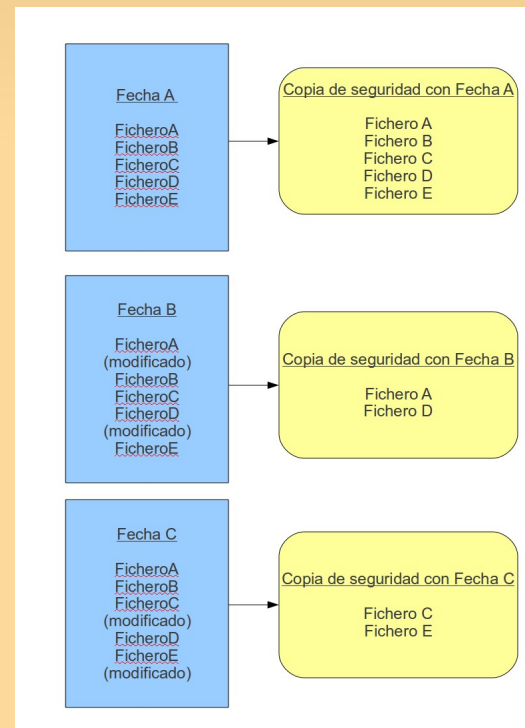 Fecha A
FicheroA
FicheroB
FicheroC
FicheroD
FicheroE
Copia de seguridad con Fecha A
Fichero A
Fichero B
Fichero C
Fichero D
Fichero E
Fecha B
FicheroA
(modificado)
FicheroB
FicheroC
FicheroD
(modificado)
FicheroE
Copia de seguridad con Fecha B
Fichero A
Fichero D
Fecha C
FicheroA
FicheroB
FicheroC
(modificado)
FicheroD
FicheroE
(modificado)
Copia de seguridad con Fecha C
Fichero C
Fichero E